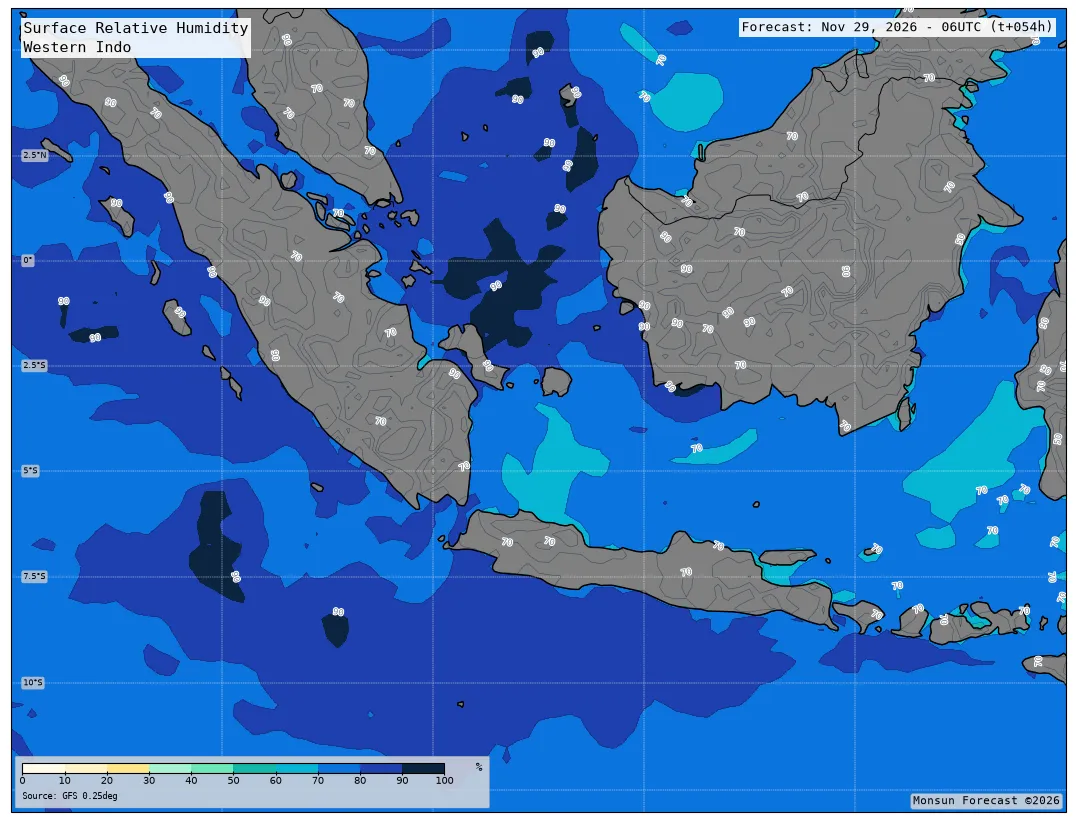 Surface Relative Humidity
Western Indo
Forecast: Nov 29, 2026 - 06UTC (t+054h)
2.5°N
0°
2.5°S
5°S
7.5°S
10°S
0 10 20 30 40 50 60 70 80 90 100 %
Source: GFS 0.25deg
Monsun Forecast ©2026